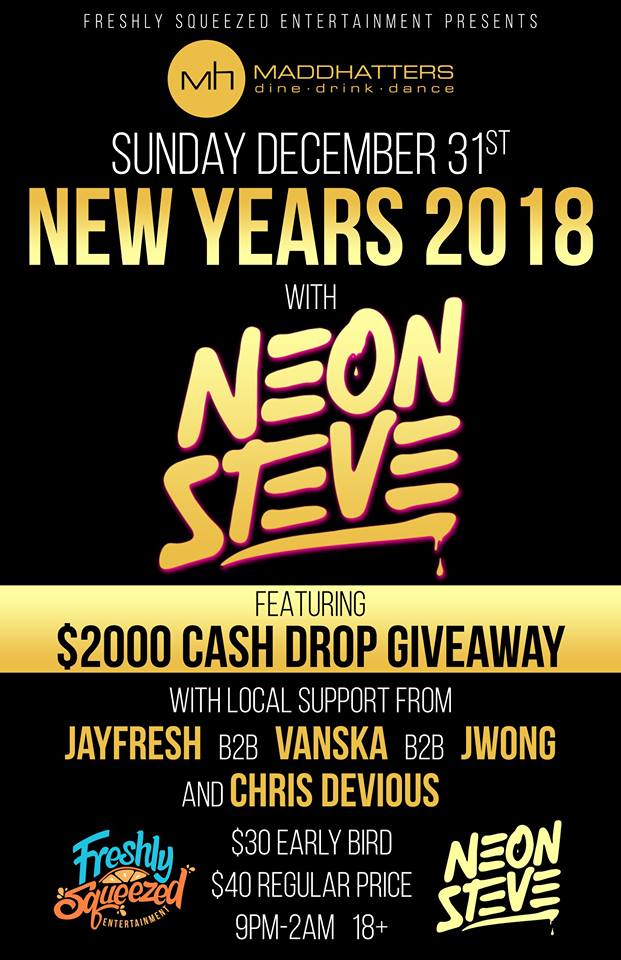 FRESHLY SQUEEZED ENTERTAINMENT PRESENTS
mh MADDHATTERS
dine·drink·dance
SUNDAY DECEMBER 31ST
NEW YEARS 2018
WITH
NEON
STEVE
FEATURING
$2000 CASH DROP GIVEAWAY
WITH LOCAL SUPPORT FROM
JAYFRESH B2B VANSKA B2B JWONG
AND CHRIS DEVIOUS
Freshly
Squeezed
ENTERTAINMENT
$30 EARLY BIRD
$40 REGULAR PRICE
9PM-2AM 18+
NEON
STEVE